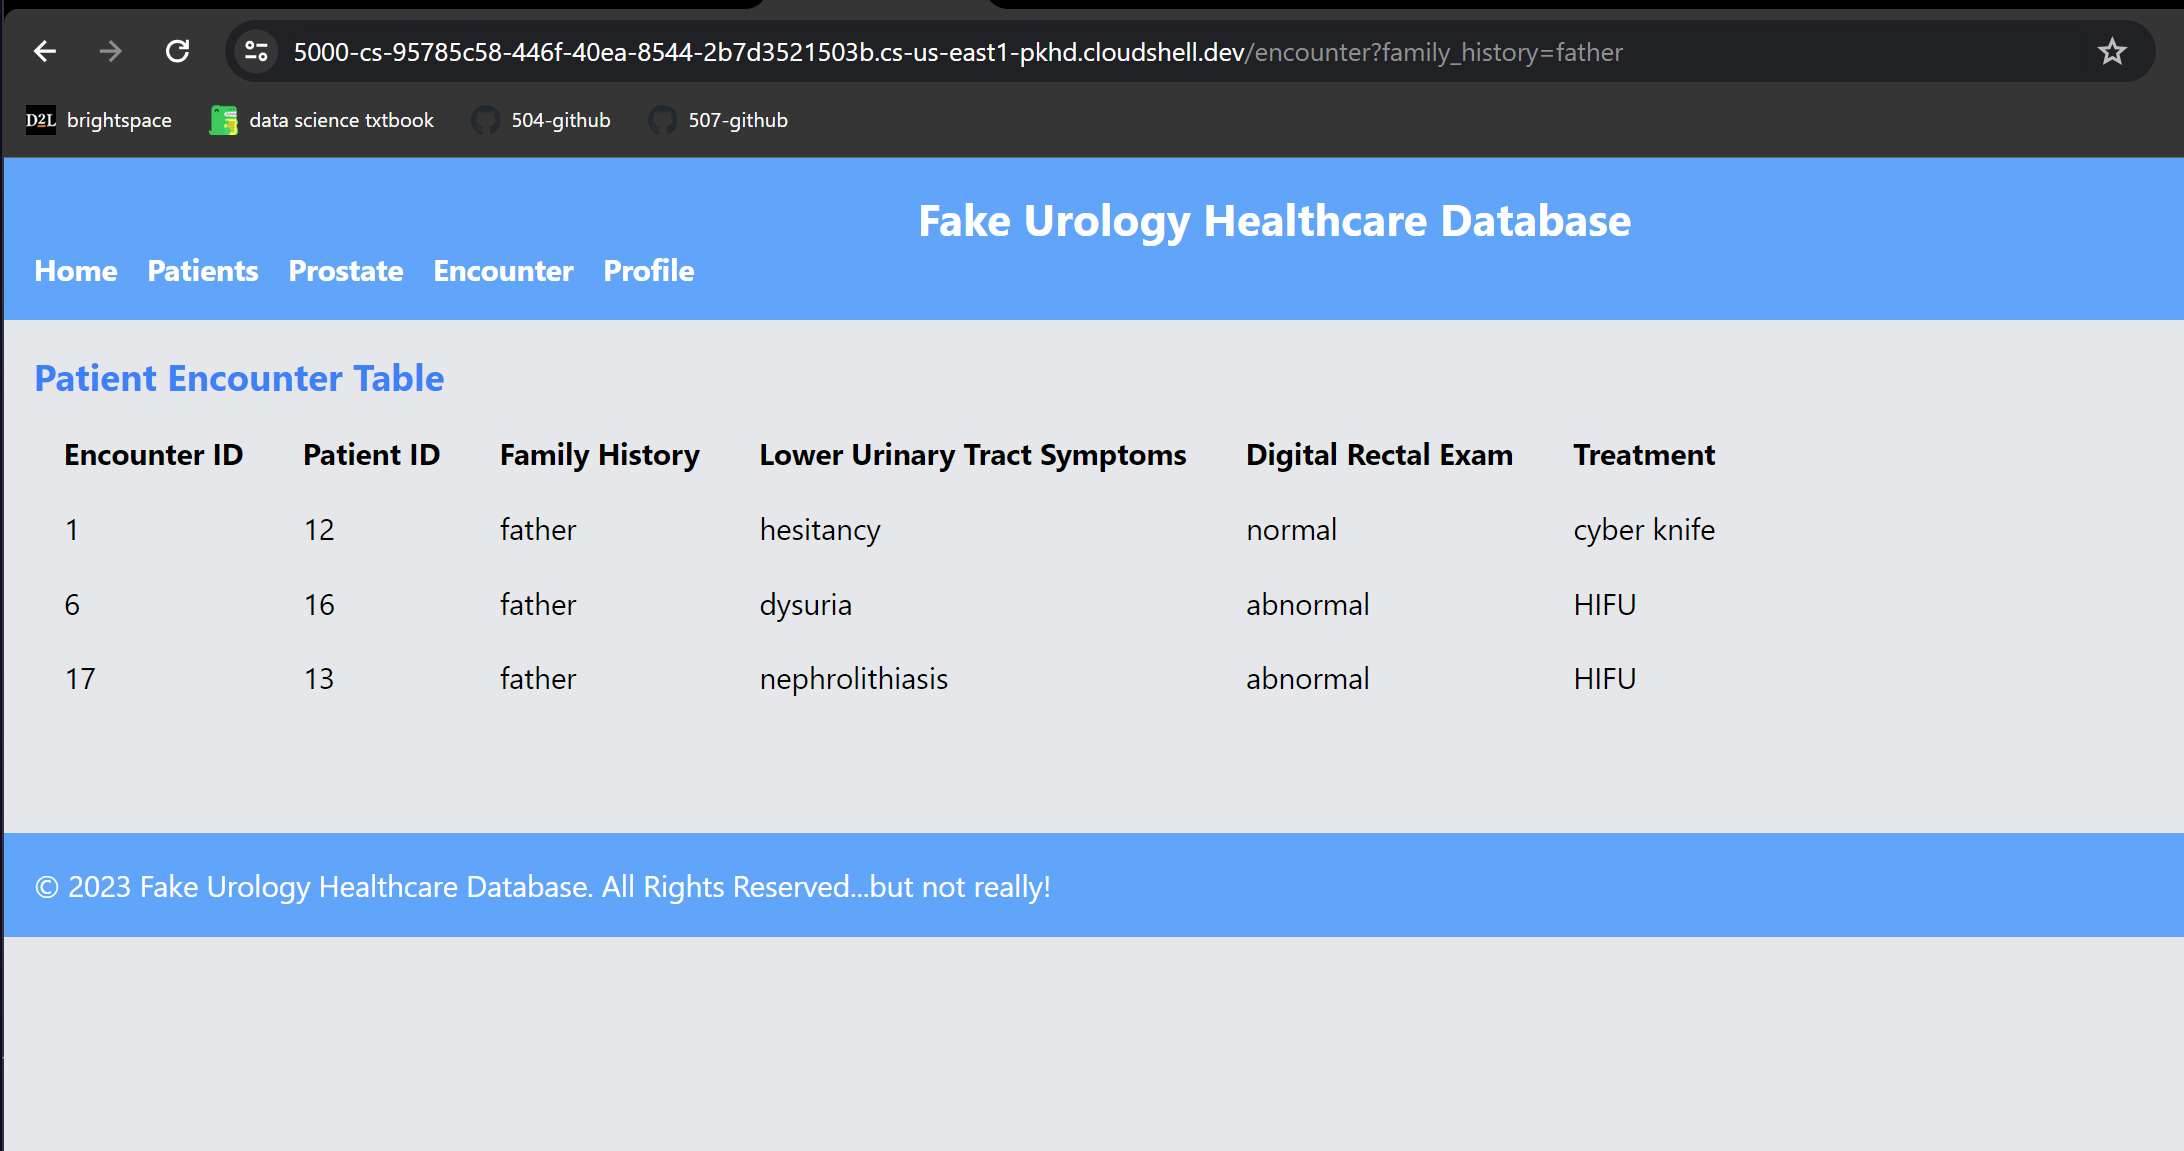 5000-cs-95785c58-446f-40ea-8544-2b7d3521503b.cs-us-east1-pkhd.cloudshell.dev/encounter?family_history=father
D2L brightspace data science txtbook 504-github 507-github
Fake Urology Healthcare Database
Home Patients Prostate Encounter Profile
Patient Encounter Table
Encounter ID Patient ID Family History Lower Urinary Tract Symptoms Digital Rectal Exam Treatment
1 12 father hesitancy normal cyber knife
6 16 father dysuria abnormal HIFU
17 13 father nephrolithiasis abnormal HIFU
© 2023 Fake Urology Healthcare Database. All Rights Reserved...but not really!